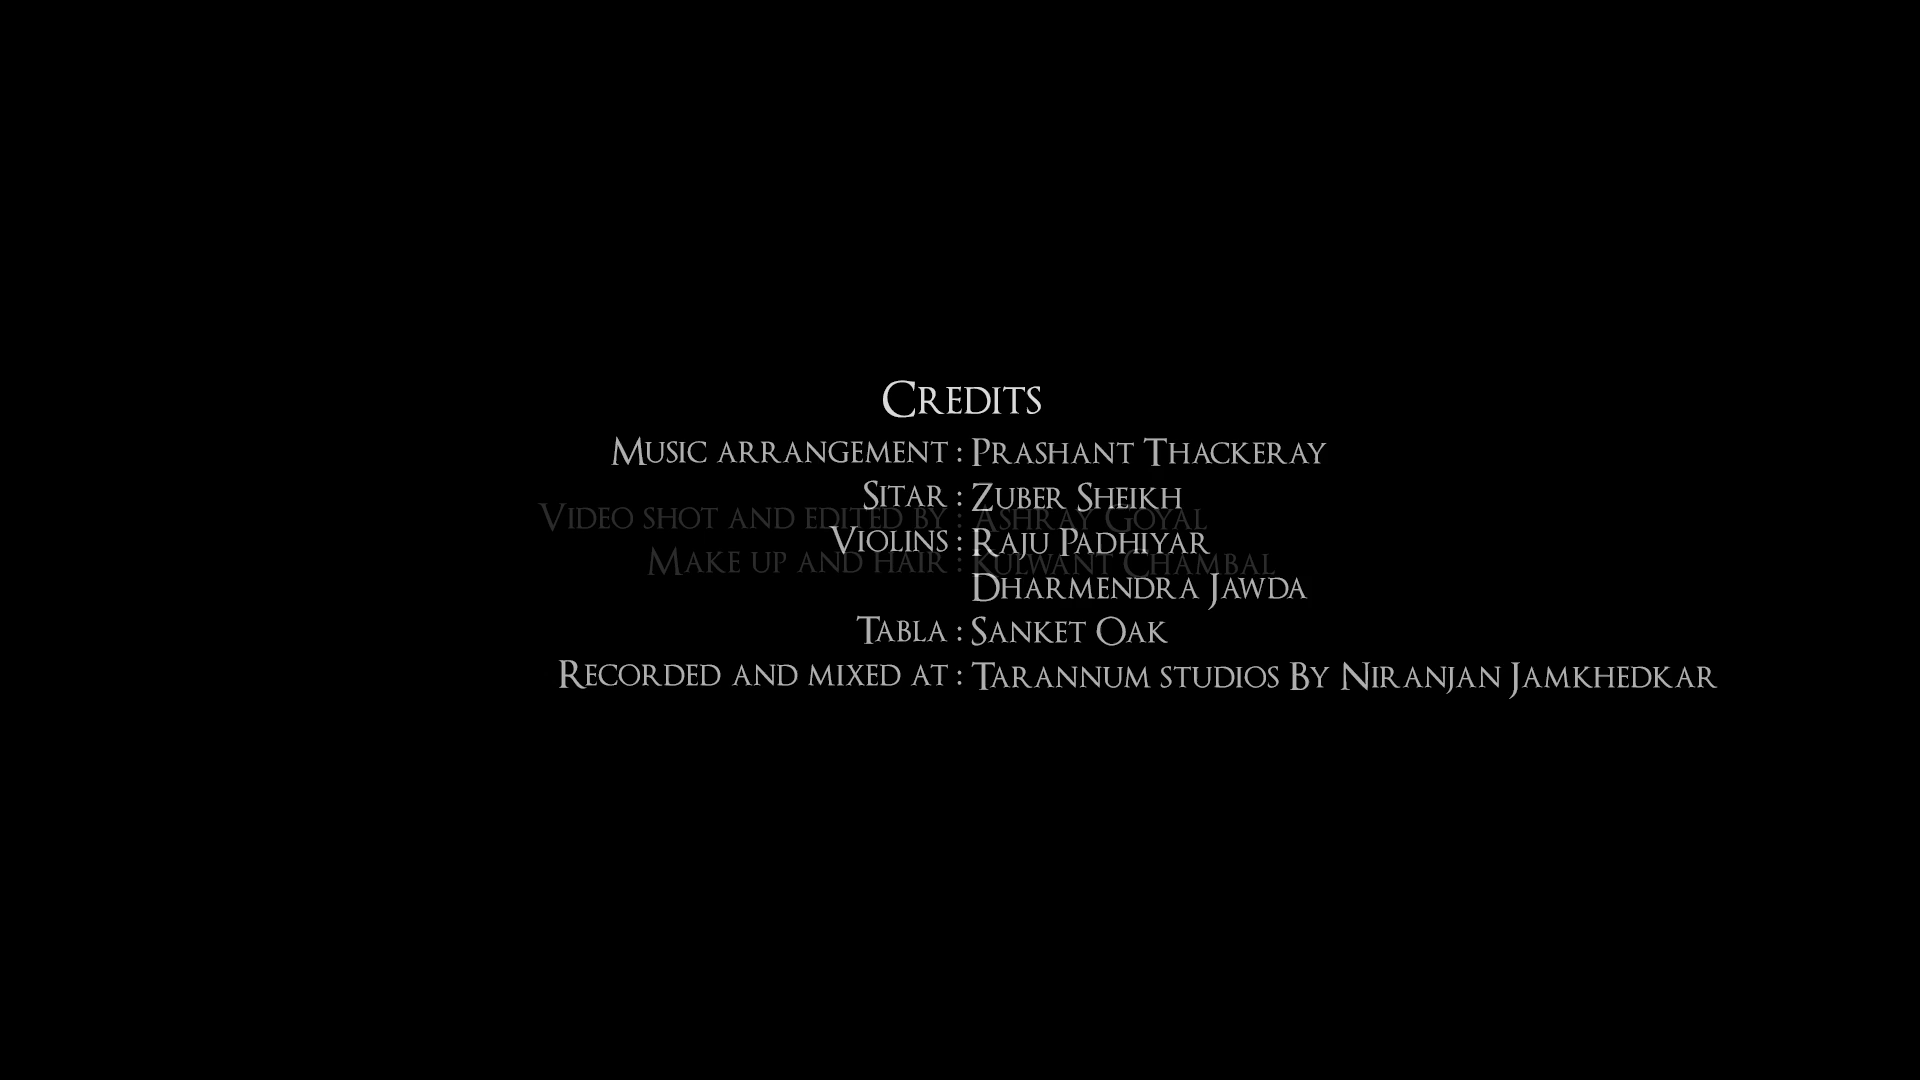 Credits
Music arrangement : Prashant Thackeray
Sitar : Zuber Sheikh
Video shot and edited by : Ashray Goyal
Violins : Raju Padhiyar
Make up and hair : Kulwant Chambal
Dharmendra Jawda
Tabla : Sanket Oak
Recorded and mixed at : Tarannum studios By Niranjan Jamkhedkar